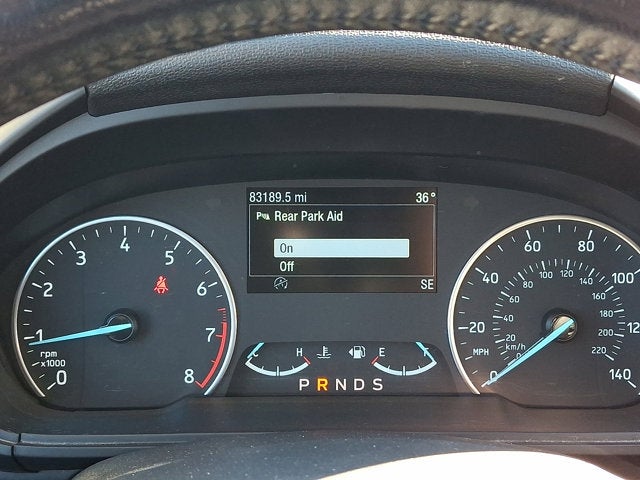 83189.5 mi 36°
P Rear Park Aid
On
Off
SE
0 1 2 3 4 5 6 7 8
rpm
x1000
C H E
P R N D S
0 20 40 60 80 100 12 140
MPH
20 40 60 80 100 120 140 160 180 200 220
km/h